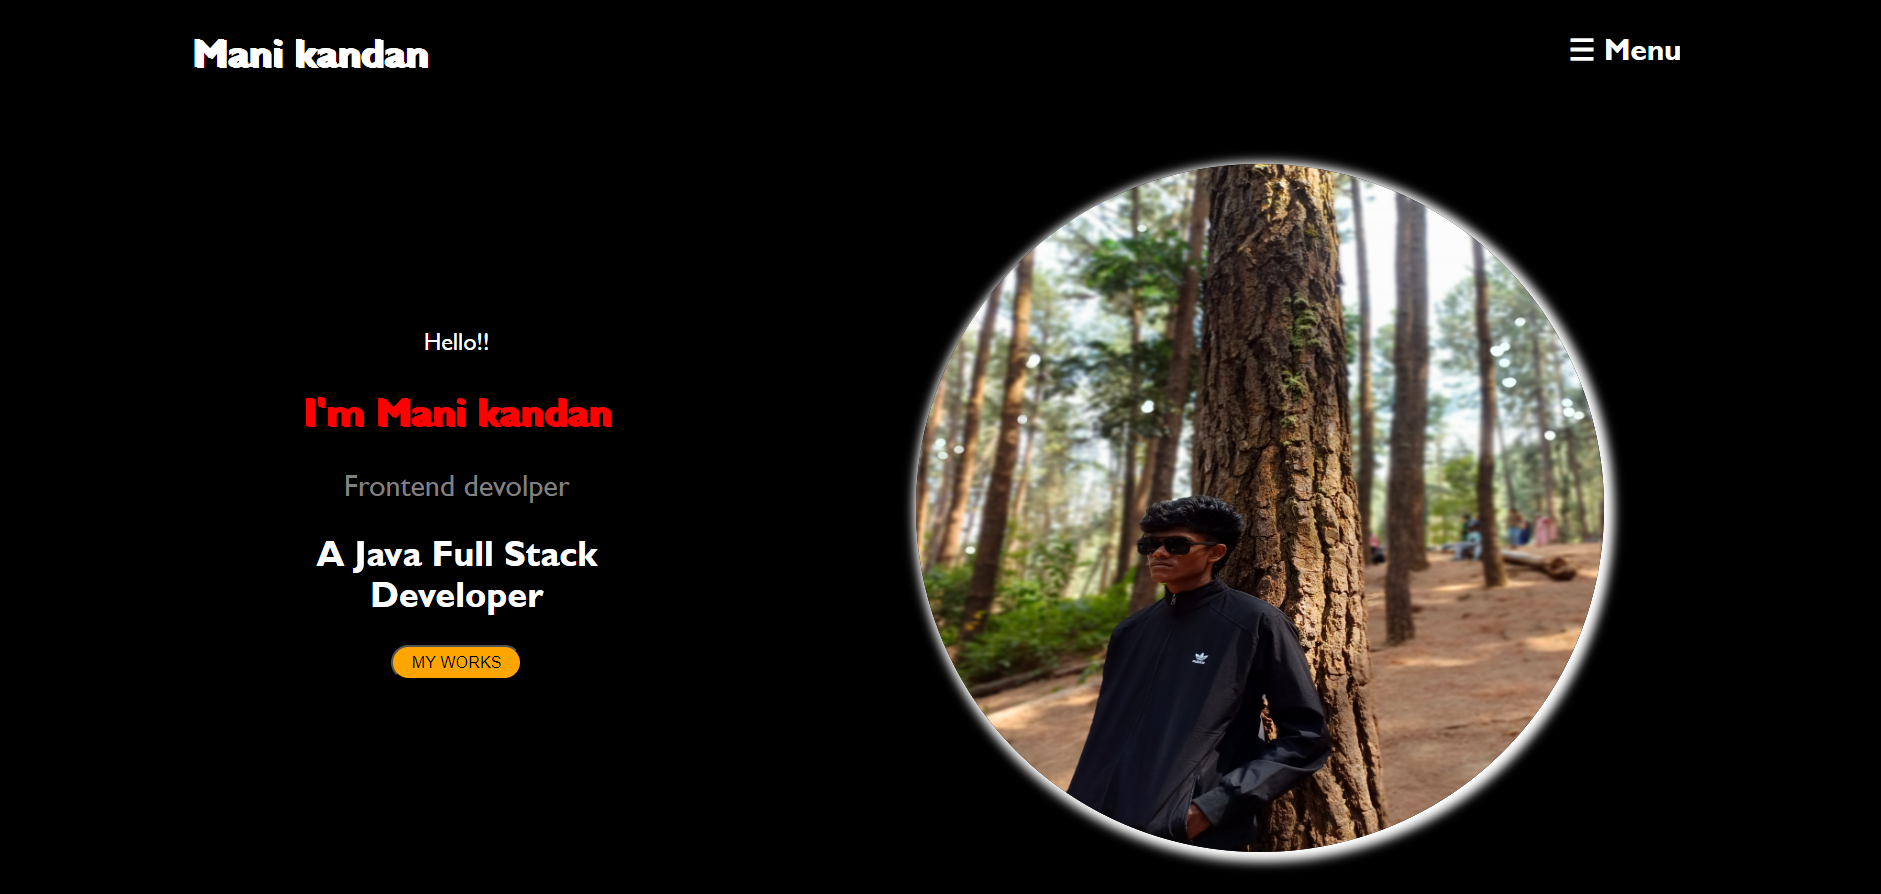 Mani kandan
☰ Menu
Hello!!
I'm Mani kandan
Frontend devolper
A Java Full Stack
Developer
MY WORKS